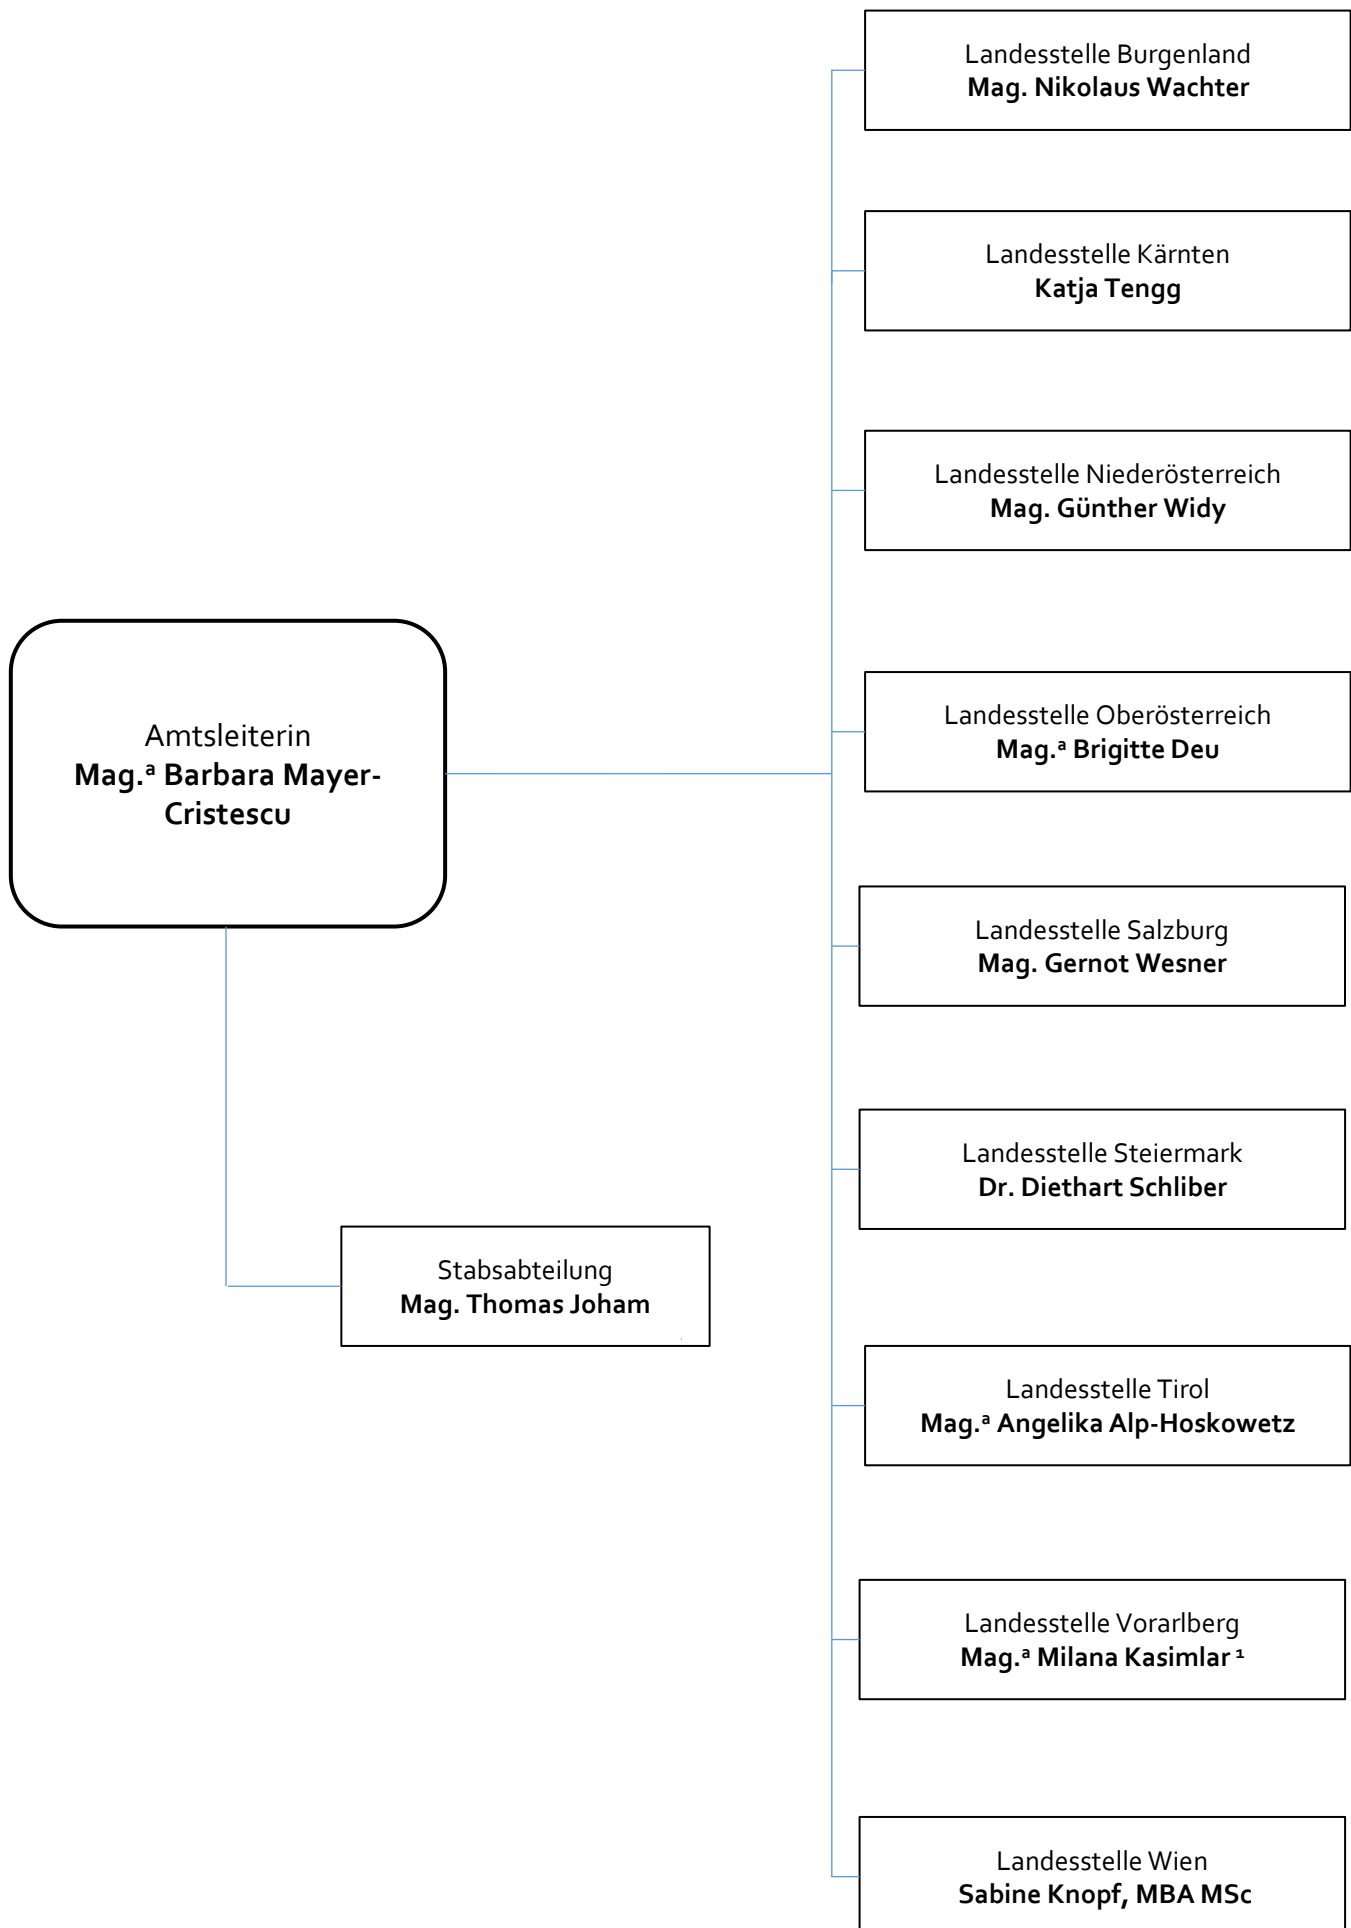 Landesstelle Burgenland
Mag. Nikolaus Wachter
Landesstelle Kärnten
Katja Tengg
Landesstelle Niederösterreich
Mag. Günther Widy
Amtsleiterin
Mag.ª Barbara Mayer-
Cristescu
Landesstelle Oberösterreich
Mag.ª Brigitte Deu
Landesstelle Salzburg
Mag. Gernot Wesner
Landesstelle Steiermark
Dr. Diethart Schliber
Stabsabteilung
Mag. Thomas Joham
Landesstelle Tirol
Mag.ª Angelika Alp-Hoskowetz
Landesstelle Vorarlberg
Mag.ª Milana Kasimlar ¹
Landesstelle Wien
Sabine Knopf, MBA MSc